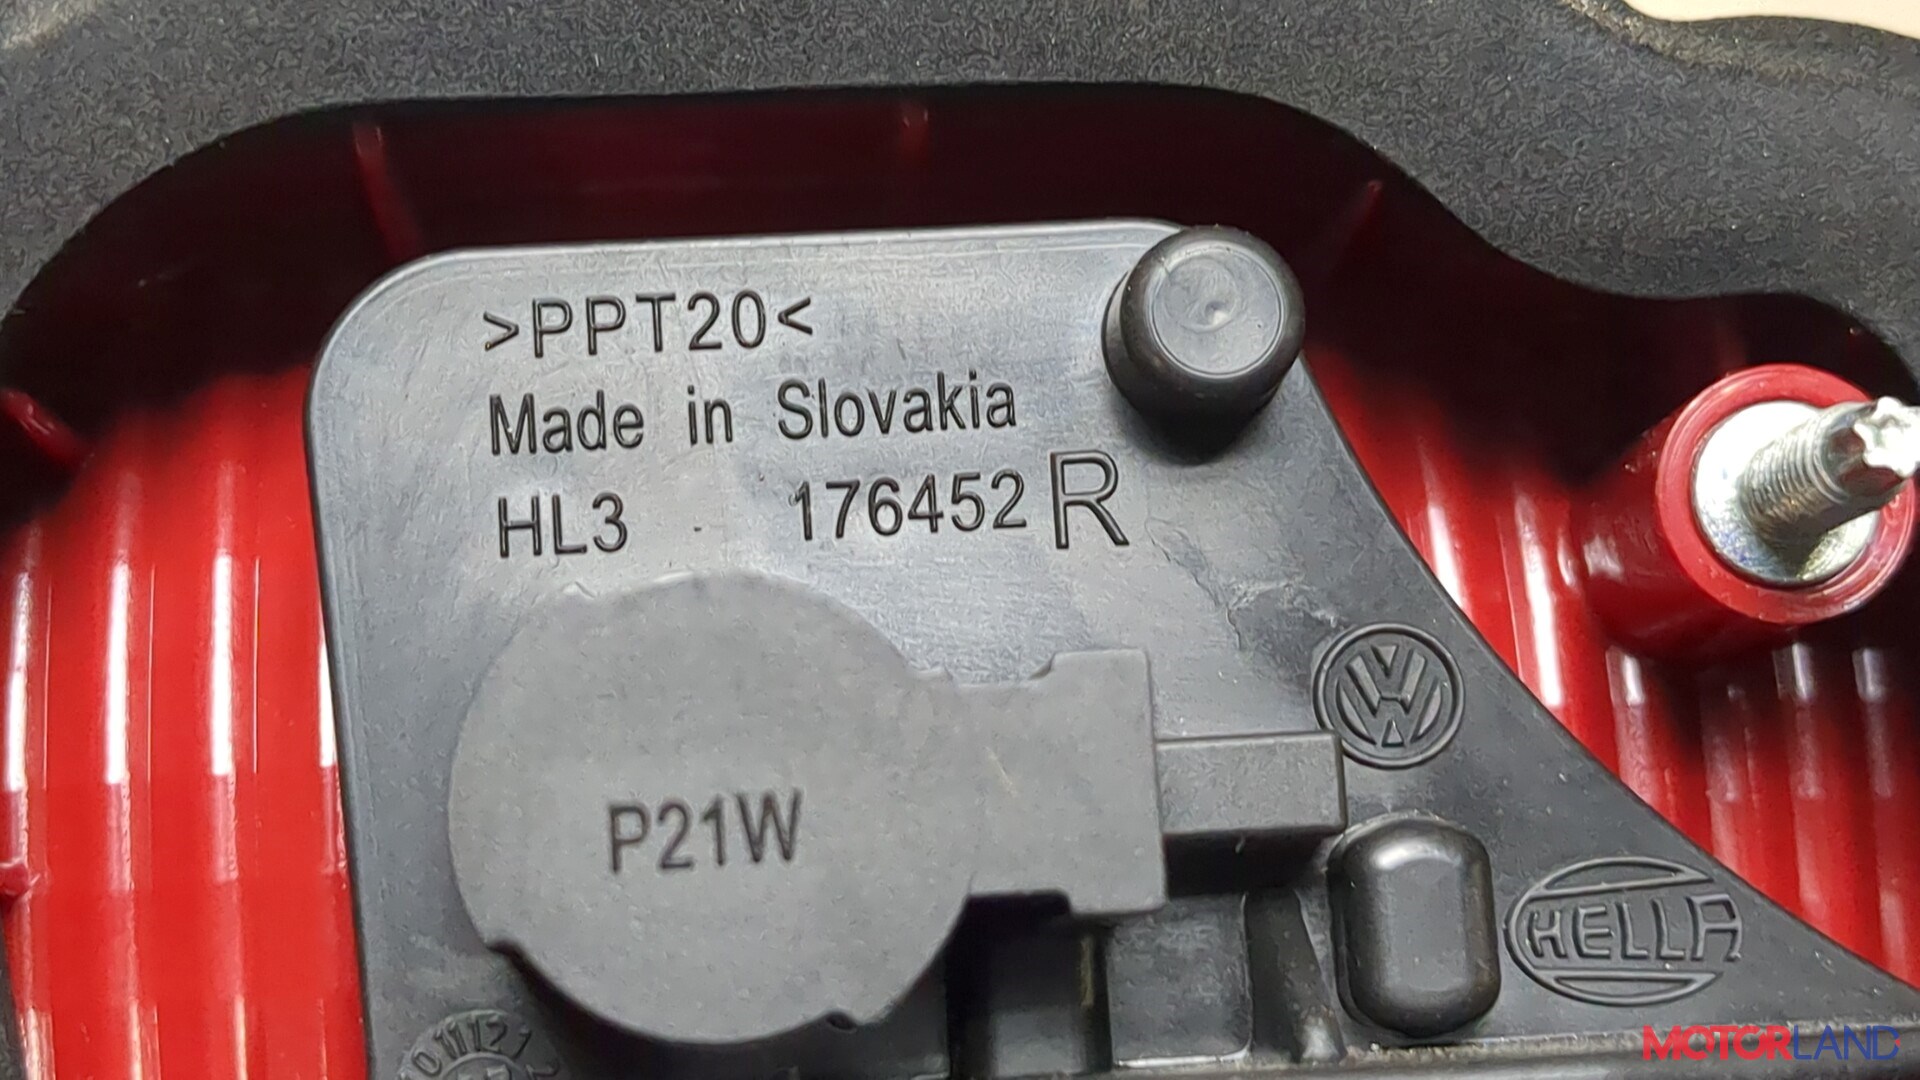 >PPT20<
Made in Slovakia
HL3 176452 R
P21W
HELLA
MOTORLAND